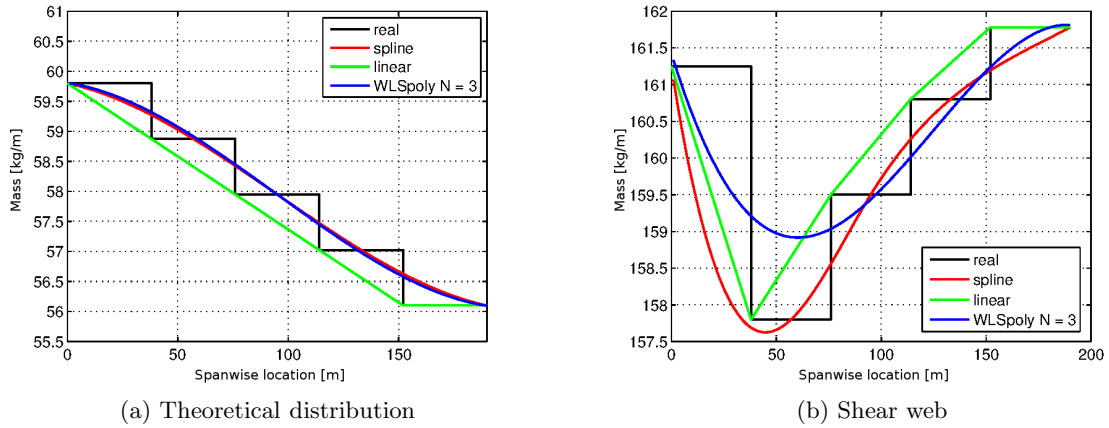 61
60.5
60
59.5
59
58.5
58
57.5
57
56.5
56
55.5
0
50
100
150
Mass [kg/m]
Spanwise location [m]
real
spline
linear
WLSpoly N = 3
(a) Theoretical distribution
162
161.5
161
160.5
160
159.5
159
158.5
158
157.5
0
50
100
150
200
Mass [kg/m]
Spanwise location [m]
real
spline
linear
WLSpoly N = 3
(b) Shear web